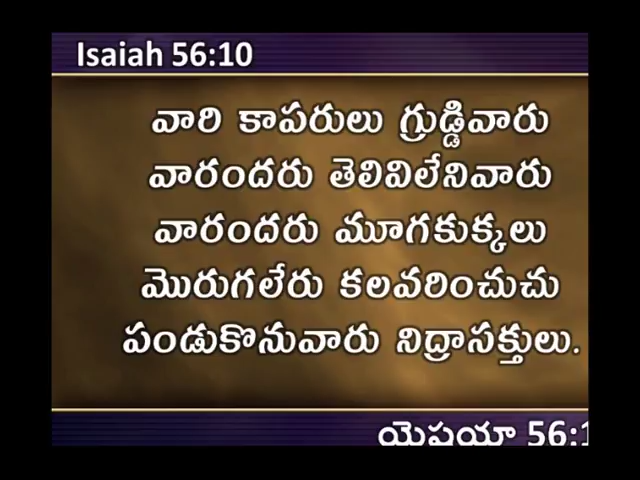 Isaiah 56:10
వారి కాపరులు గ్రుడ్డివారు
వారందరు తెలివిలేనివారు
వారందరు మూగకుక్కలు
మొరుగలేరు కలవరించుచు
పండుకొనువారు నిద్రాసక్తులు.
యెషయా 56:1